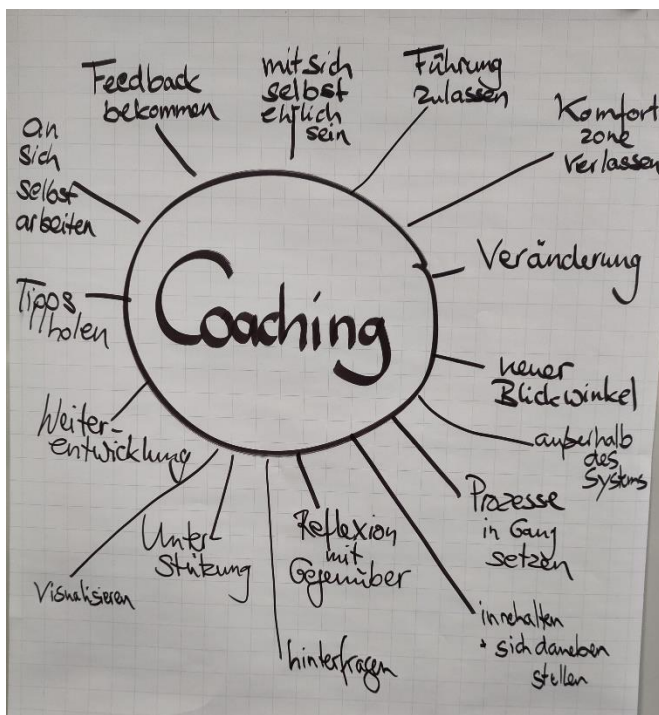 Coaching
Feedback
bekommen
mit sich
selbst
ehrlich
sein
Führung
zulassen
Komfort
zone
verlassen
Veränderung
neuer
Blickwinkel
außerhalb
des
Systems
Prozesse
in Gang
setzen
innehalten
+ sich daneben
stellen
hinterfragen
Reflexion
mit
Gegenüber
Unter-
stützung
Visualisieren
Weiter-
entwicklung
Tipps
holen
an
sich
selbst
arbeiten